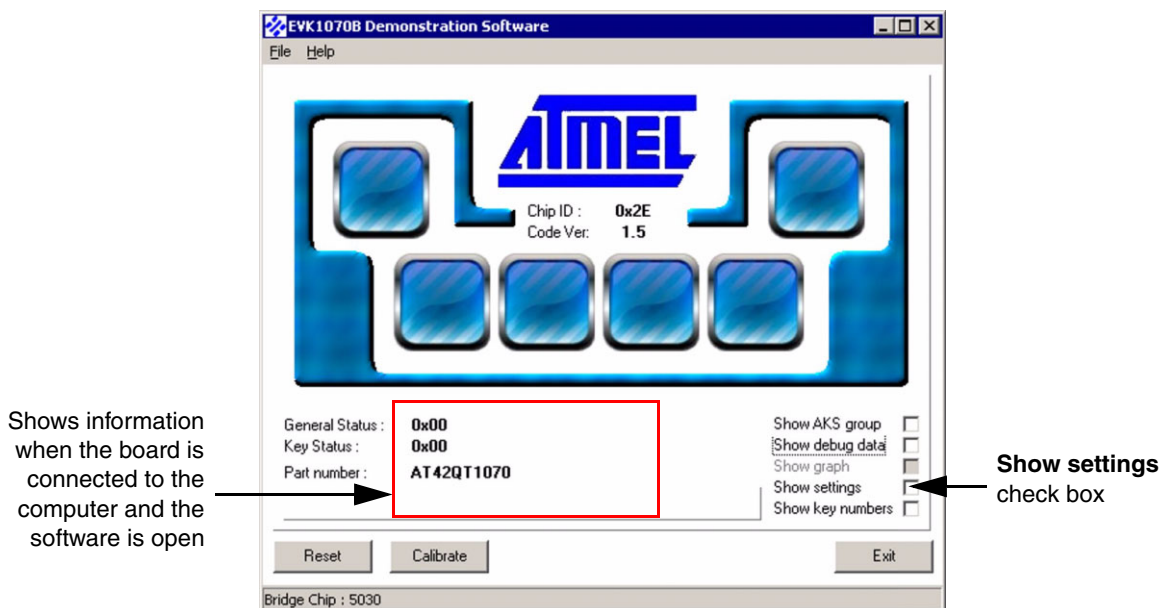 EVK1070B Demonstration Software
File Help
ATMEL
Chip ID : 0x2E
Code Ver: 1.5
General Status : 0x00
Key Status : 0x00
Part number : AT42QT1070
Show AKS group
Show debug data
Show graph
Show settings
Show key numbers
Reset Calibrate Exit
Bridge Chip : 5030
Shows information
when the board is
connected to the
computer and the
software is open
Show settings
check box